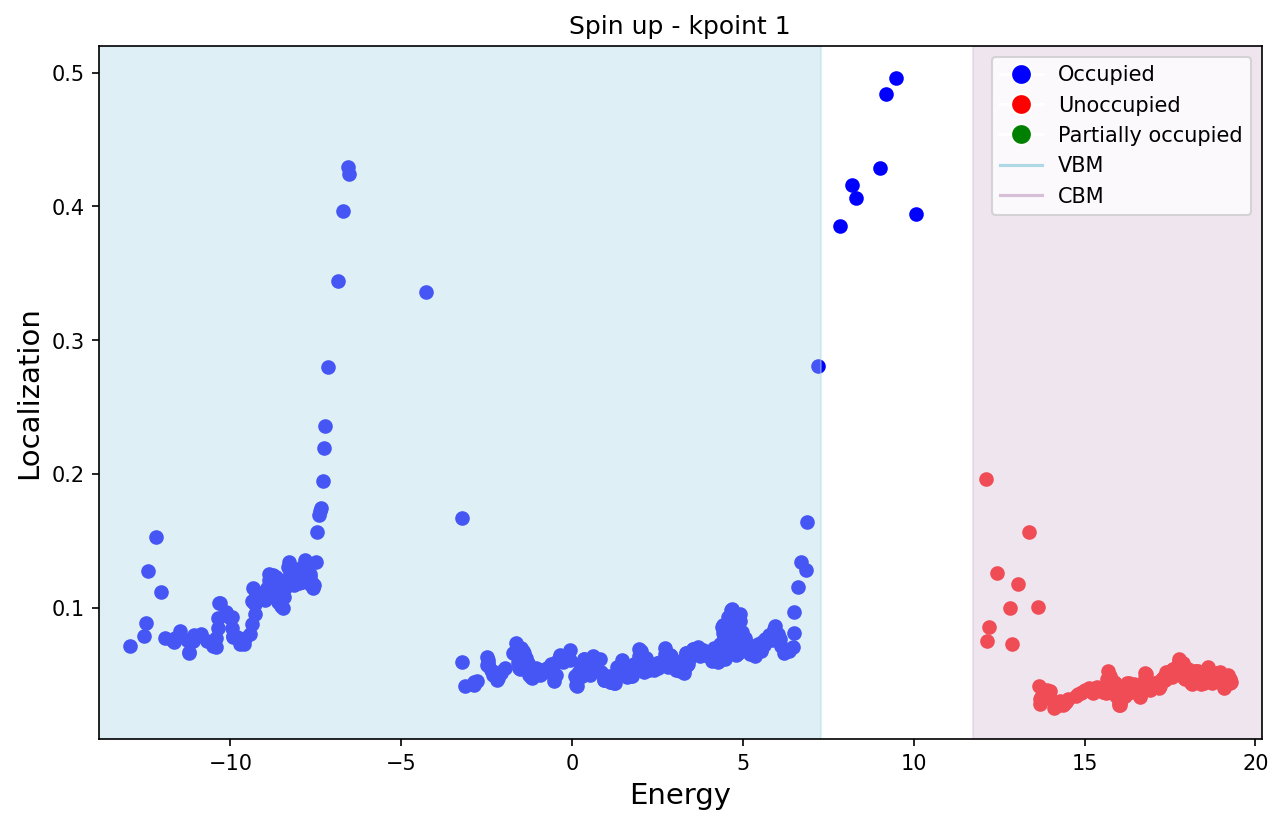 Spin up - kpoint 1
Localization
0.5
0.4
0.3
0.2
0.1
Occupied
Unoccupied
Partially occupied
VBM
CBM
−10
−5
0
5
10
15
20
Energy